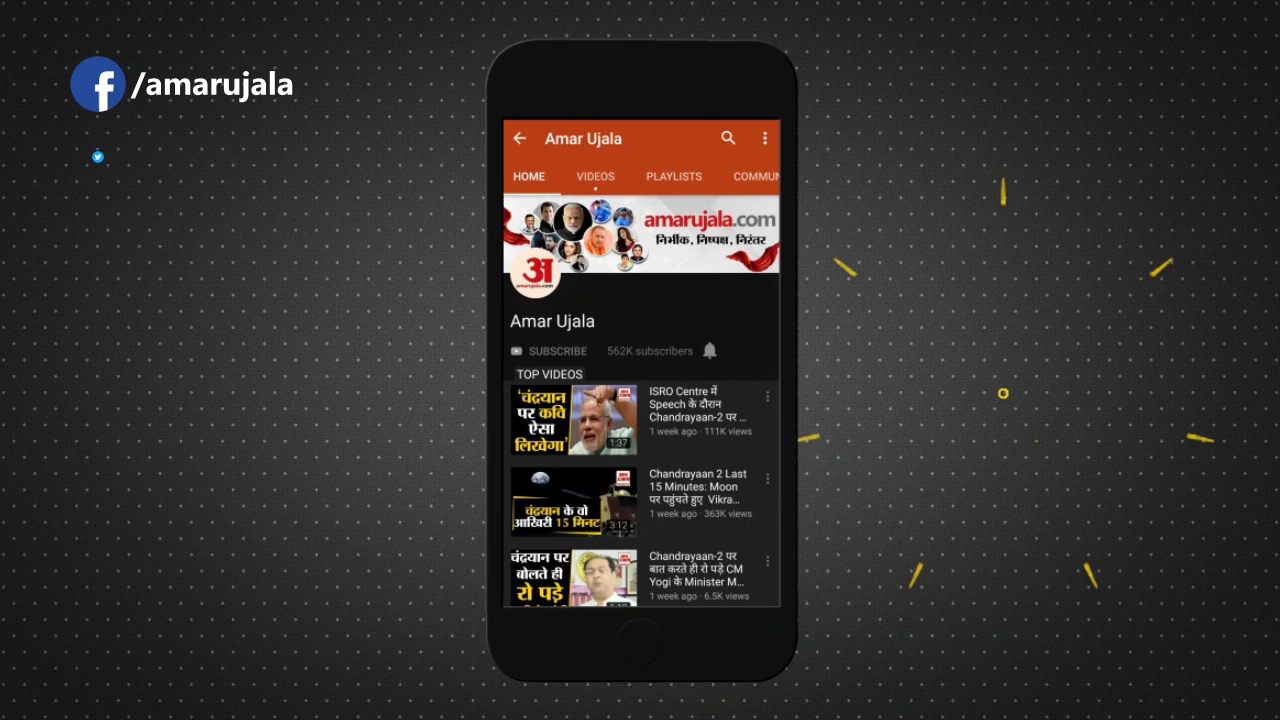 /amarujala
Amar Ujala
HOME VIDEOS PLAYLISTS COMMUN
amarujala.com
निर्भीक, निष्पक्ष, निरंतर
अ
amarujala.com
Amar Ujala
SUBSCRIBE 562K subscribers
TOP VIDEOS
'चंद्रयान
पर कवि
ऐसा
लिखेगा'
1:37
ISRO Centre में
Speech के दौरान
Chandrayaan-2 पर ...
1 week ago · 111K views
चंद्रयान के वो
आखिरी 15 मिनट
3:12
Chandrayaan 2 Last
15 Minutes: Moon
पर पहुंचते हुए Vikra...
1 week ago · 363K views
चंद्रयान पर
बोलते ही
रो पड़े
Chandrayaan-2 पर
बात करते ही रो पड़े CM
Yogi के Minister M...
1 week ago · 6.5K views